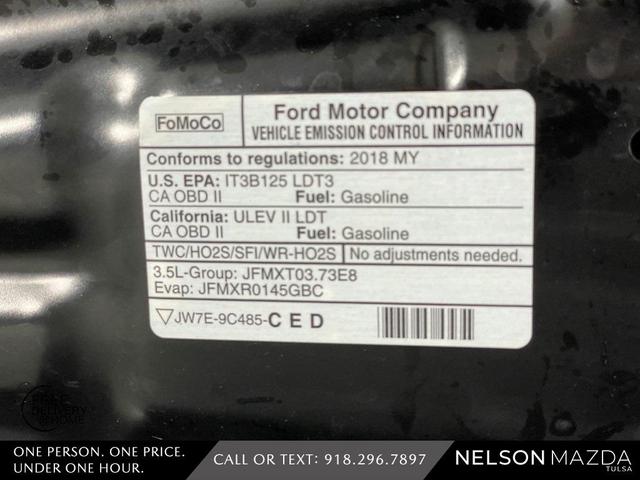 FoMoCo
Ford Motor Company
VEHICLE EMISSION CONTROL INFORMATION
Conforms to regulations: 2018 MY
U.S. EPA: IT3B125 LDT3
CA OBD II Fuel: Gasoline
California: ULEV II LDT
CA OBD II Fuel: Gasoline
TWC/HO2S/SFI/WR-HO2S No adjustments needed.
3.5L-Group: JFMXT03.73E8
Evap: JFMXR0145GBC
JW7E-9C485-C E D
DELIVERY
ONE PERSON. ONE PRICE.
UNDER ONE HOUR.
CALL OR TEXT: 918.296.7897
NELSON MAZDA
TULSA